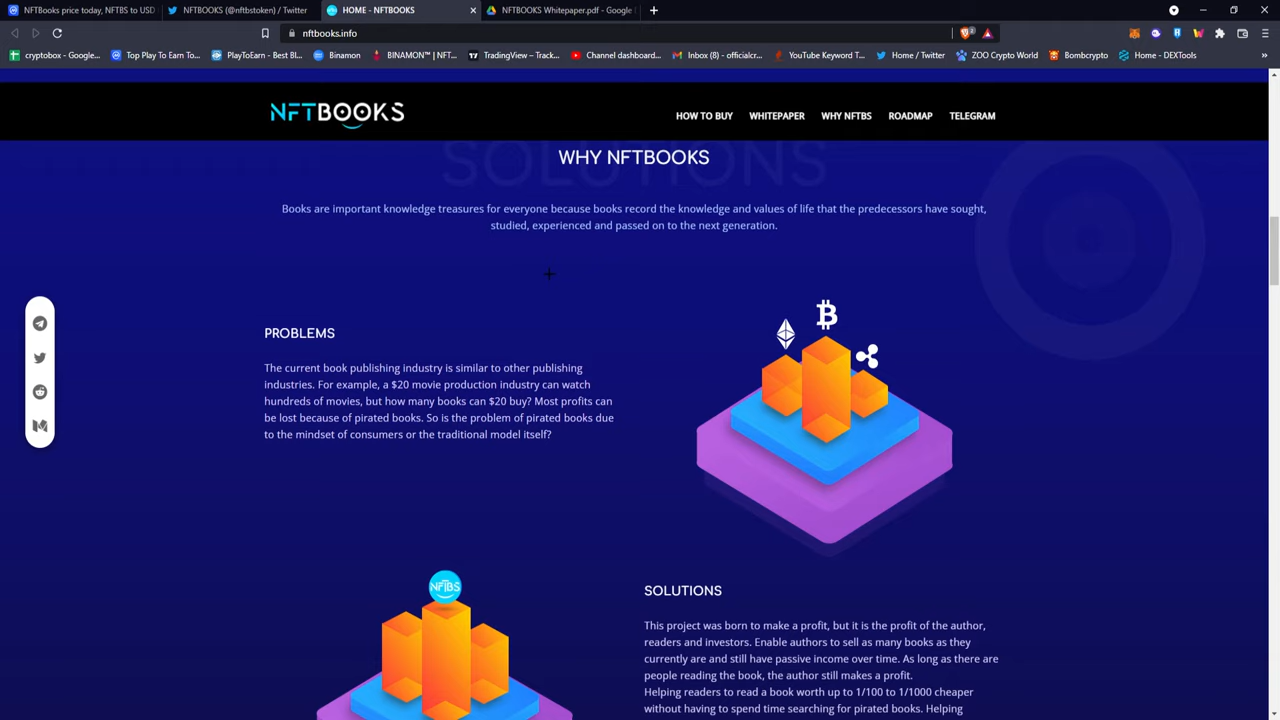 NFTBooks price today, NFTBS to USD
NFTBOOKS (@nftbstoken) / Twitter
HOME - NFTBOOKS
NFTBOOKS Whitepaper.pdf - Google
nftbooks.info
cryptobox - Google...
Top Play To Earn To...
PlayToEarn - Best Bl...
Binamon
BINAMON™ | NFT...
TradingView – Track...
Channel dashboard...
Inbox - officialcr...
YouTube Keyword T...
Home / Twitter
ZOO Crypto World
Bombcrypto
Home - DEXTools
NFTBOOKS
HOW TO BUY
WHITEPAPER
WHY NFTBS
ROADMAP
TELEGRAM
SOLUTIONS
WHY NFTBOOKS
Books are important knowledge treasures for everyone because books record the knowledge and values of life that the predecessors have sought,
studied, experienced and passed on to the next generation.
PROBLEMS
The current book publishing industry is similar to other publishing
industries. For example, a $20 movie production industry can watch
hundreds of movies, but how many books can $20 buy? Most profits can
be lost because of pirated books. So is the problem of pirated books due
to the mindset of consumers or the traditional model itself?
NFTBS
SOLUTIONS
This project was born to make a profit, but it is the profit of the author,
readers and investors. Enable authors to sell as many books as they
currently are and still have passive income over time. As long as there are
people reading the book, the author still makes a profit.
Helping readers to read a book worth up to 1/100 to 1/1000 cheaper
without having to spend time searching for pirated books. Helping